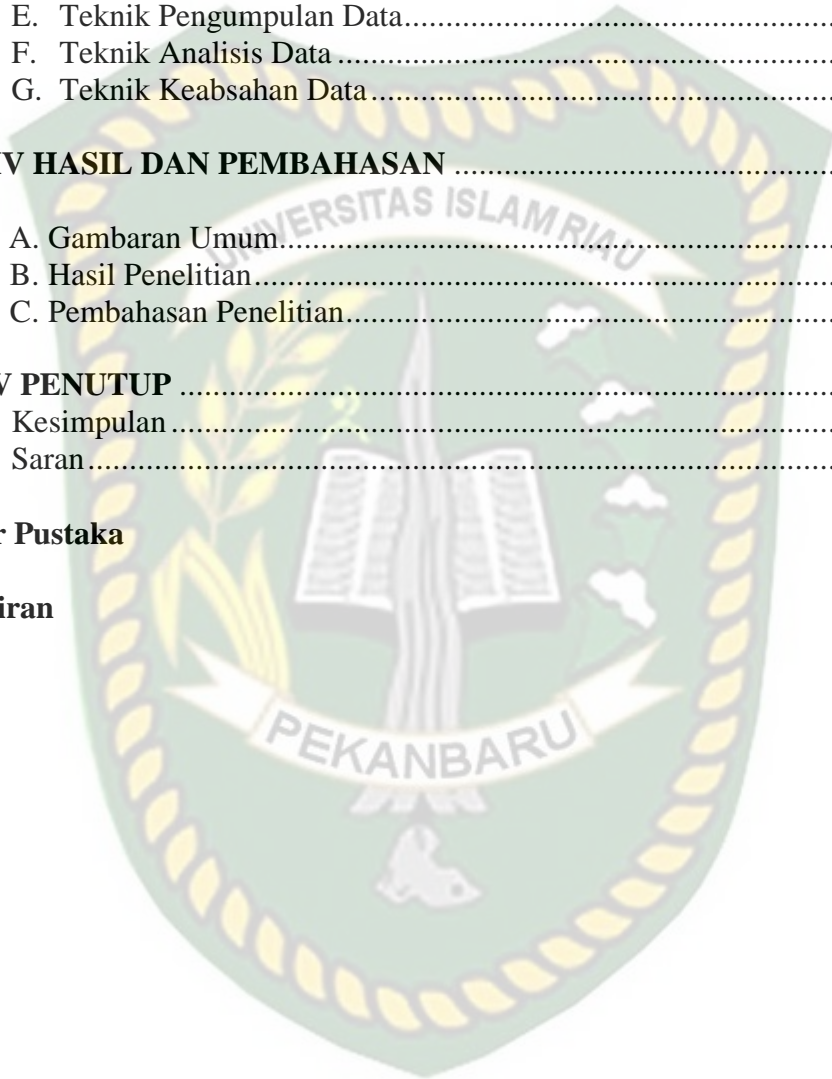 E. Teknik Pengumpulan Data
F. Teknik Analisis Data
G. Teknik Keabsahan Data
IV HASIL DAN PEMBAHASAN
UNIVERSITAS ISLAM RIAU
A. Gambaran Umum
B. Hasil Penelitian
C. Pembahasan Penelitian
V PENUTUP
Kesimpulan
Saran
r Pustaka
iran
PEKANBARU